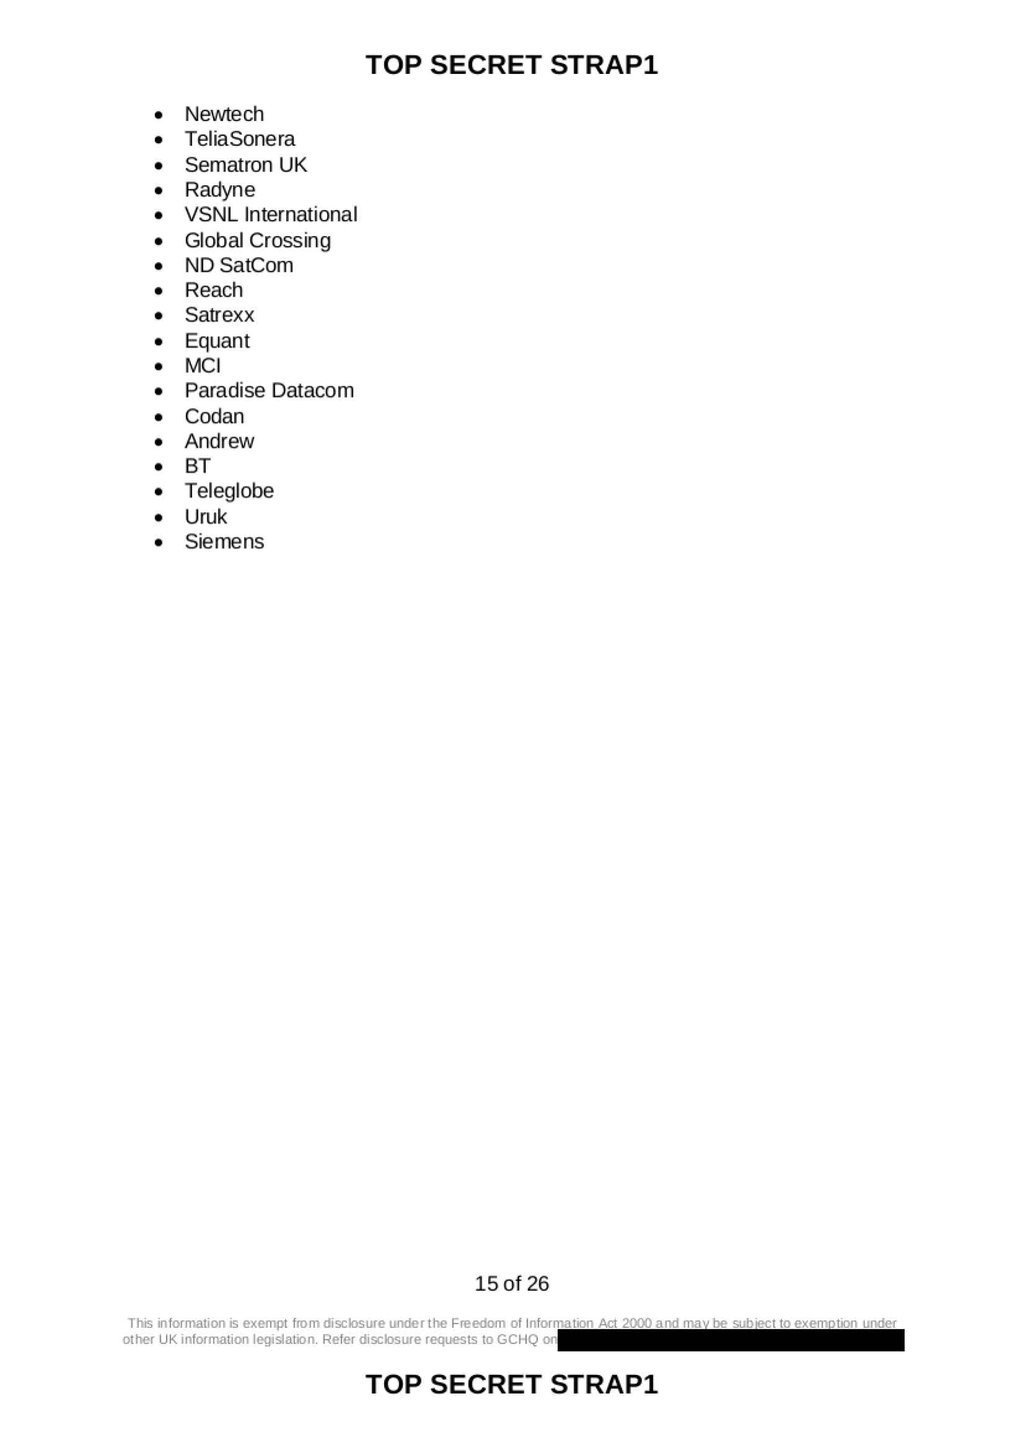 TOP SECRET STRAP1
• Newtech
• TeliaSonera
• Sematron UK
• Radyne
• VSNL International
• Global Crossing
• ND SatCom
• Reach
• Satrexx
• Equant
• MCI
• Paradise Datacom
• Codan
• Andrew
• BT
• Teleglobe
• Uruk
• Siemens
15 of 26
This information is exempt from disclosure under the Freedom of Information Act 2000 and may be subject to exemption under
other UK information legislation. Refer disclosure requests to GCHQ on
TOP SECRET STRAP1